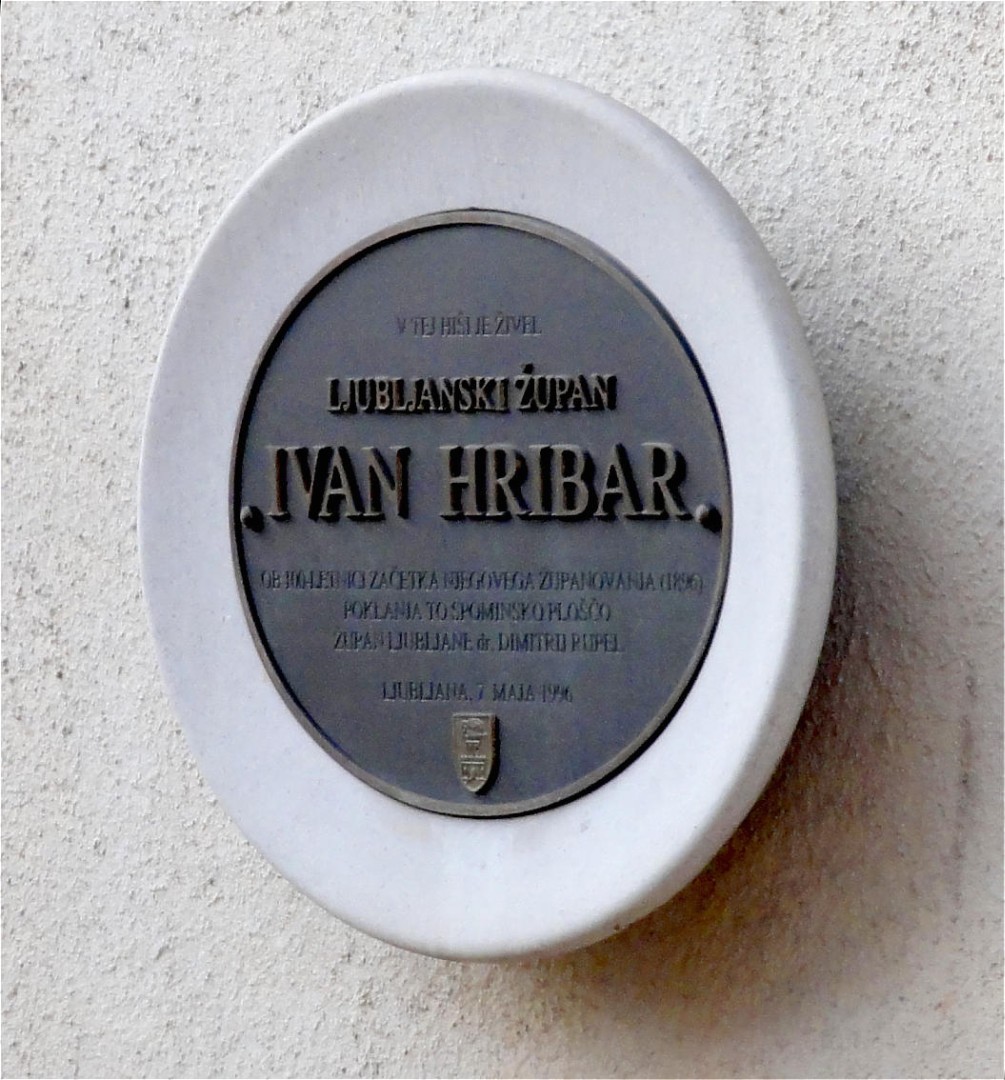 V TEJ HIŠI JE ŽIVEL
LJUBLJANSKI ŽUPAN
.IVAN HRIBAR.
OB 100-LETNICI ZAČETKA NJEGOVEGA ŽUPANOVANJA (1896)
POKLANJA TO SPOMINSKO PLOŠČO
ŽUPAN LJUBLJANE dr. DIMITRIJ RUPEL
LJUBLJANA, 7. MAJA 1996